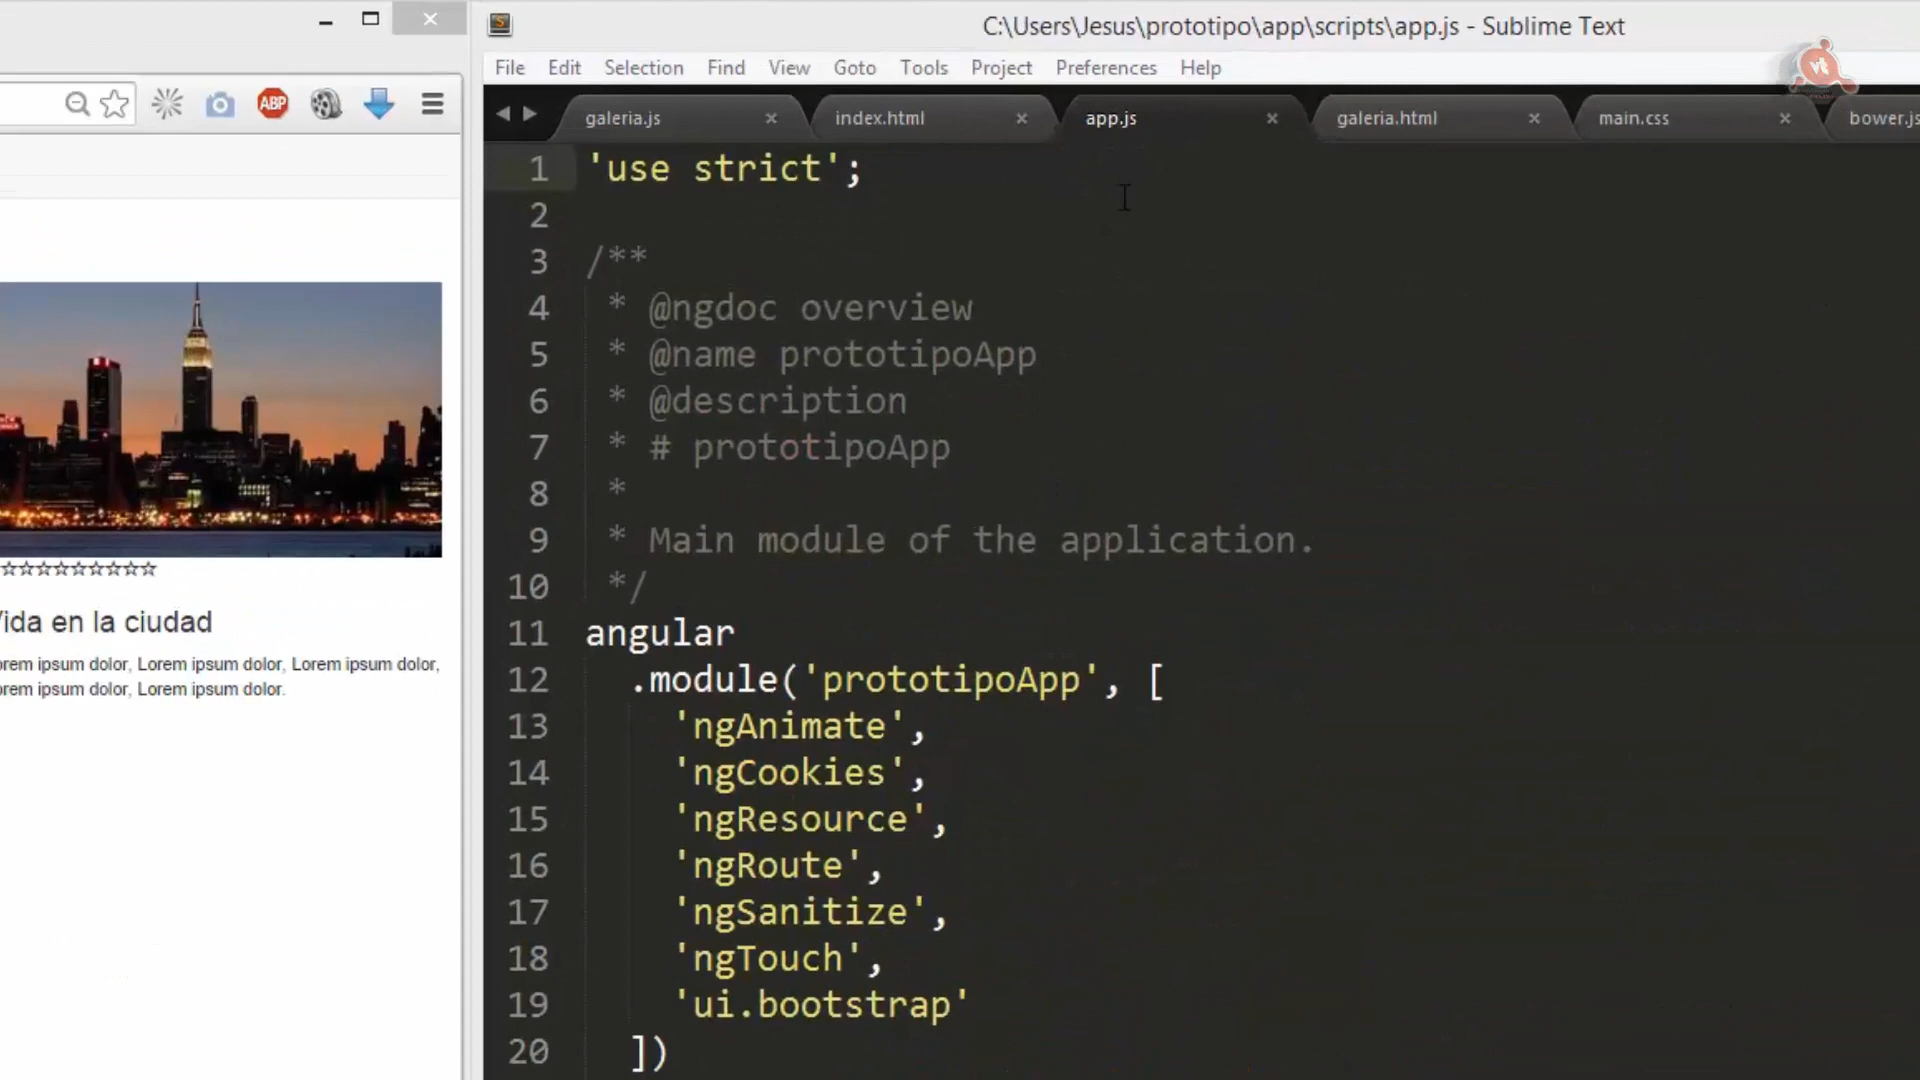 C:\Users\Jesus\prototipo\app\scripts\app.js - Sublime Text
File Edit Selection Find View Goto Tools Project Preferences Help
ABP
galeria.js index.html app.js galeria.html main.css bower.js
1 'use strict';
2
3 /**
4 * @ngdoc overview
5 * @name prototipoApp
6 * @description
7 * # prototipoApp
8 *
9 * Main module of the application.
10 */
11 angular
12 .module('prototipoApp', [
13 'ngAnimate',
14 'ngCookies',
15 'ngResource',
16 'ngRoute',
17 'ngSanitize',
18 'ngTouch',
19 'ui.bootstrap'
20 ])
ida en la ciudad
orem ipsum dolor, Lorem ipsum dolor, Lorem ipsum dolor,
orem ipsum dolor, Lorem ipsum dolor.